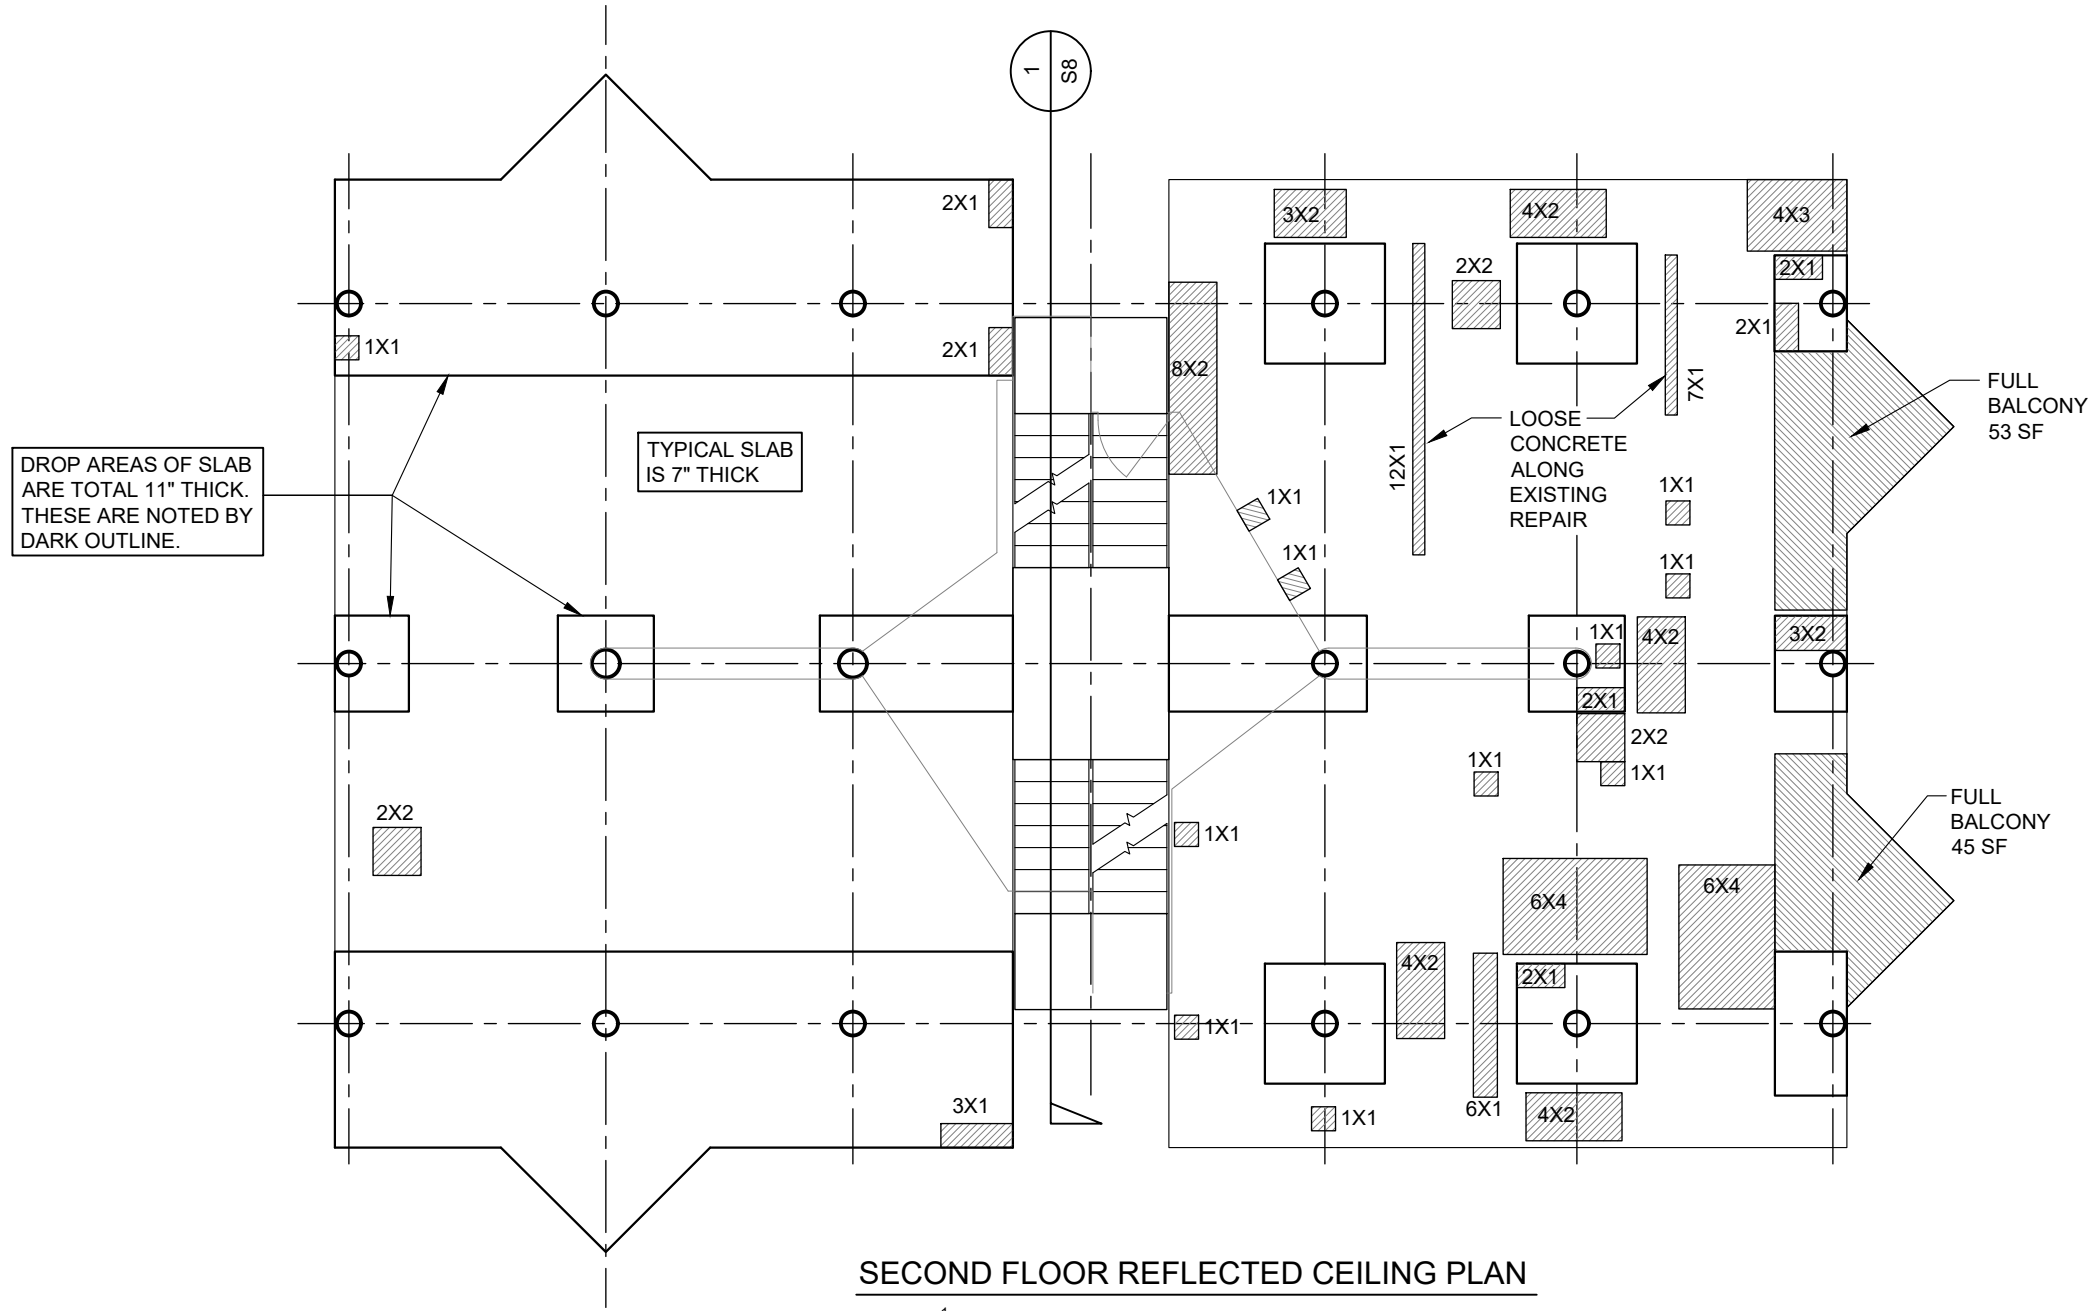 1
S8
2X1
3X2
4X2
4X3
2X2
2X1
1X1
2X1
2X1
8X2
7X1
FULL
BALCONY
53 SF
DROP AREAS OF SLAB
ARE TOTAL 11" THICK.
THESE ARE NOTED BY
DARK OUTLINE.
TYPICAL SLAB
IS 7" THICK
12X1
LOOSE
CONCRETE
ALONG
EXISTING
REPAIR
1X1
1X1
1X1
1X1
1X1
4X2
3X2
2X1
2X2
1X1
1X1
2X2
1X1
FULL
BALCONY
45 SF
6X4
6X4
4X2
2X1
1X1
3X1
1X1
6X1
4X2
SECOND FLOOR REFLECTED CEILING PLAN